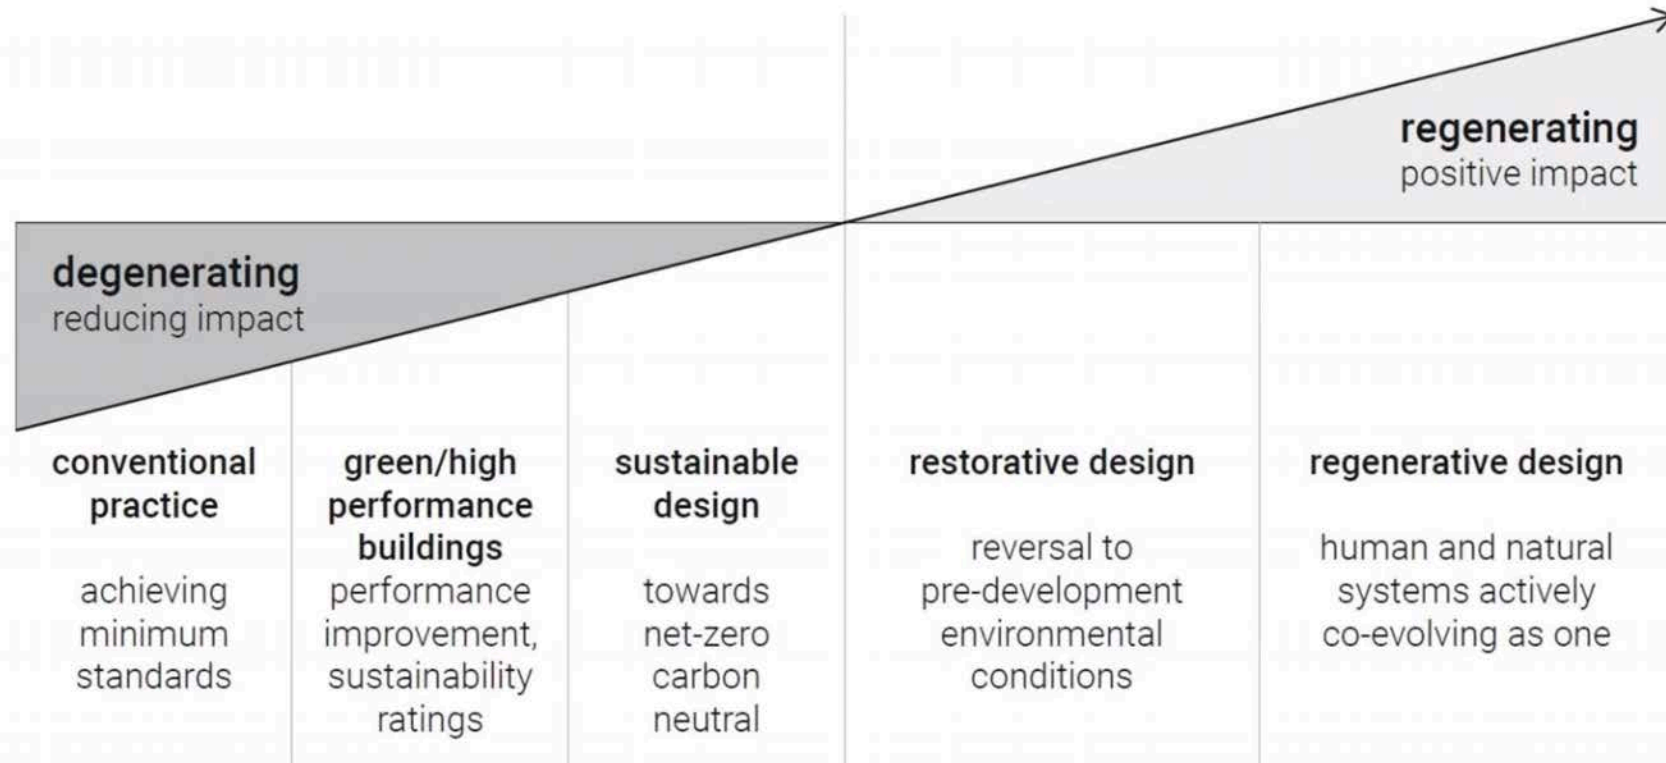 regenerating
positive impact
degenerating
reducing impact
conventional
practice
achieving
minimum
standards
green/high
performance
buildings
performance
improvement,
sustainability
ratings
sustainable
design
towards
net-zero
carbon
neutral
restorative design
reversal to
pre-development
environmental
conditions
regenerative design
human and natural
systems actively
co-evolving as one